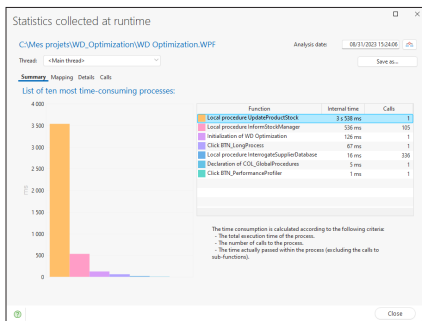 Statistics collected at runtime
C:\Mes projets\WD_Optimization\WD Optimization.WPF
Analysis date: 08/31/2023 15:24:06
Thread: <Main thread>
Save as...
Summary Mapping Details Calls
List of ten most time-consuming processes:
4 000
3 500
3 000
2 500
2 000
1 500
1 000
500
0
Function Internal time Calls
Local procedure UpdateProductStock 3 s 538 ms 1
Local procedure InformStockManager 536 ms 105
Initialization of WD Optimization 126 ms 1
Click BTN_LongProcess 67 ms 1
Local procedure InterrogateSupplierDatabase 16 ms 336
Declaration of COL_GlobalProcedures 5 ms 1
Click BTN_PerformanceProfiler 1 ms 1
The time consumption is calculated according to the following criteria:
- The total execution time of the process.
- The number of calls to the process.
- The time actually passed within the process (excluding the calls to
sub-functions).
Close